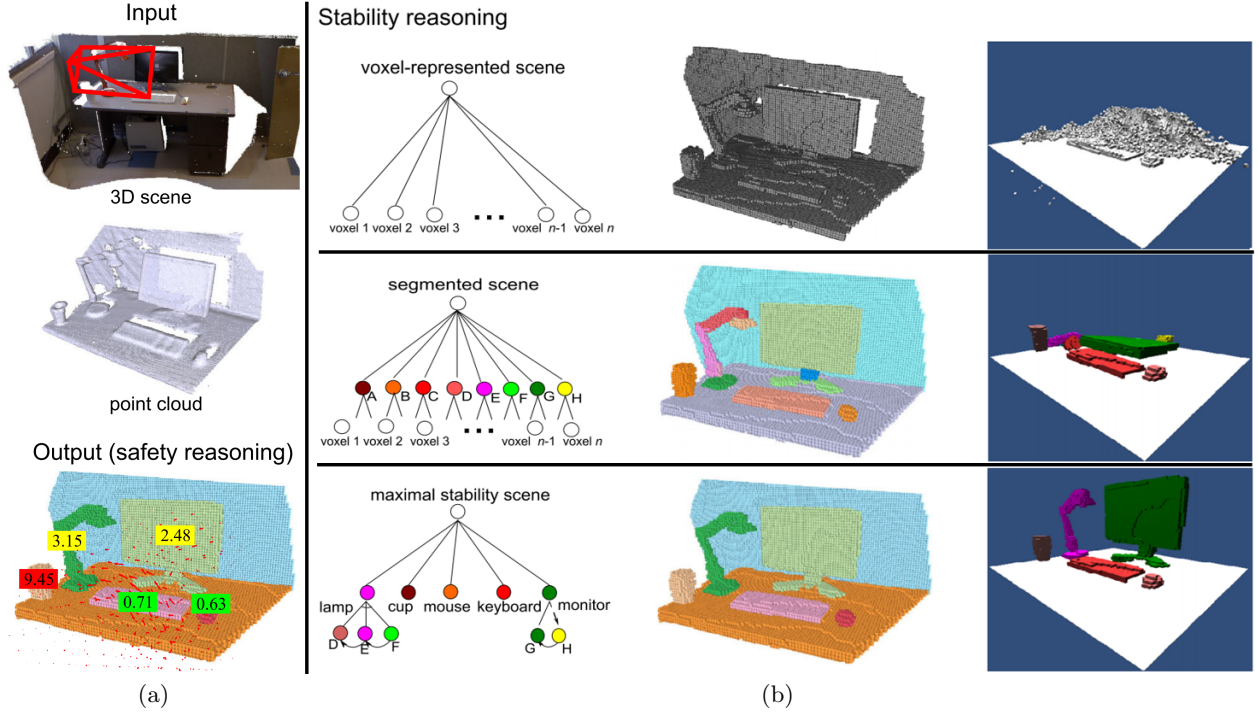 Input
3D scene
point cloud
Output (safety reasoning)
3.15
2.48
9.45
0.71
0.63
(a)
Stability reasoning
voxel-represented scene
voxel 1 voxel 2 voxel 3 ... voxel n-1 voxel n
segmented scene
A B C D E F G H
voxel 1 voxel 2 voxel 3 ... voxel n-1 voxel n
maximal stability scene
lamp cup mouse keyboard monitor
D E F G H
(b)